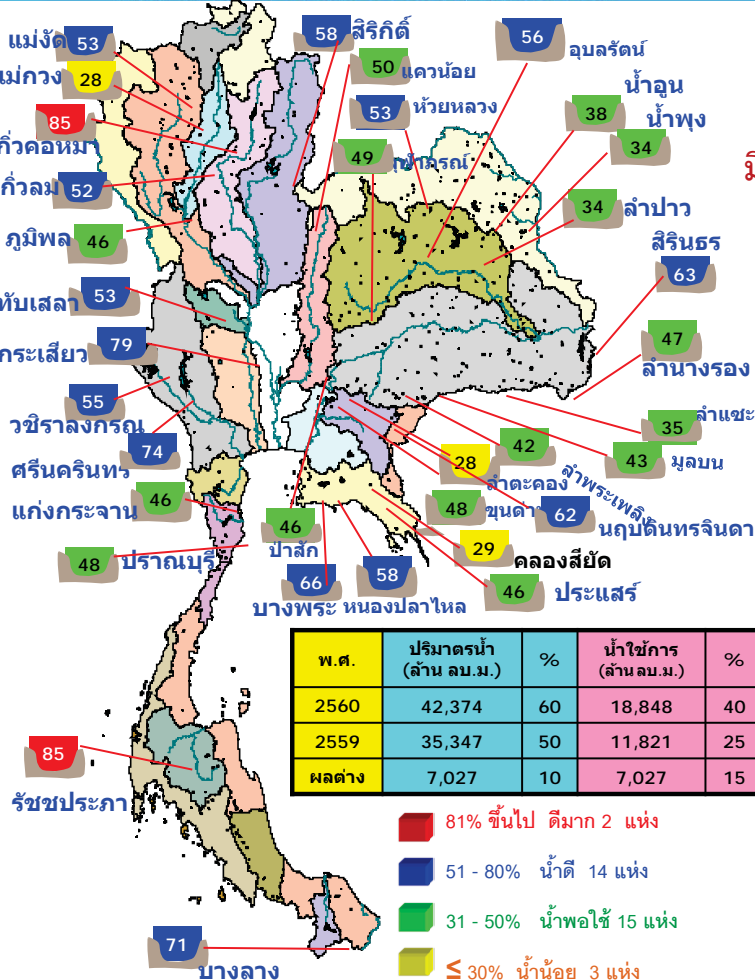 แม่งัด 53
58 สิริกิติ์
56 อุบลรัตน์
แม่กวง 28
50 แควน้อย
53 ห้วยหลวง
น้ำอูน
38
น้ำพุง
34
85
กิ่วคอหมา
49
กิ่วลม 52
34 ลำปาว
ภูมิพล 46
สิรินธร
63
ทับเสลา 53
กระเสียว 79
47
ลำนางรอง
55
วชิราลงกรณ
35 ลำแชะ
74
ศรีนครินทร์
42
43 มูลบน
28
ลำตะคอง
ลำพระเพลิง
46
แก่งกระจาน
48
62 นฤบดินทรจินดา
46
ป่าสัก
29
คลองสียัด
48 ปราณบุรี
66
บางพระ
58
หนองปลาไหล
46 ประแสร์
พ.ศ. ปริมาตรน้ำ (ล้าน ลบ.ม.) % น้ำใช้การ (ล้าน ลบ.ม.) %
2560 42,374 60 18,848 40
2559 35,347 50 11,821 25
ผลต่าง 7,027 10 7,027 15
85
รัชชประภา
81% ขึ้นไป ดีมาก 2 แห่ง
51 - 80% น้ำดี 14 แห่ง
31 - 50% น้ำพอใช้ 15 แห่ง
≤ 30% น้ำน้อย 3 แห่ง
71
บางลาง